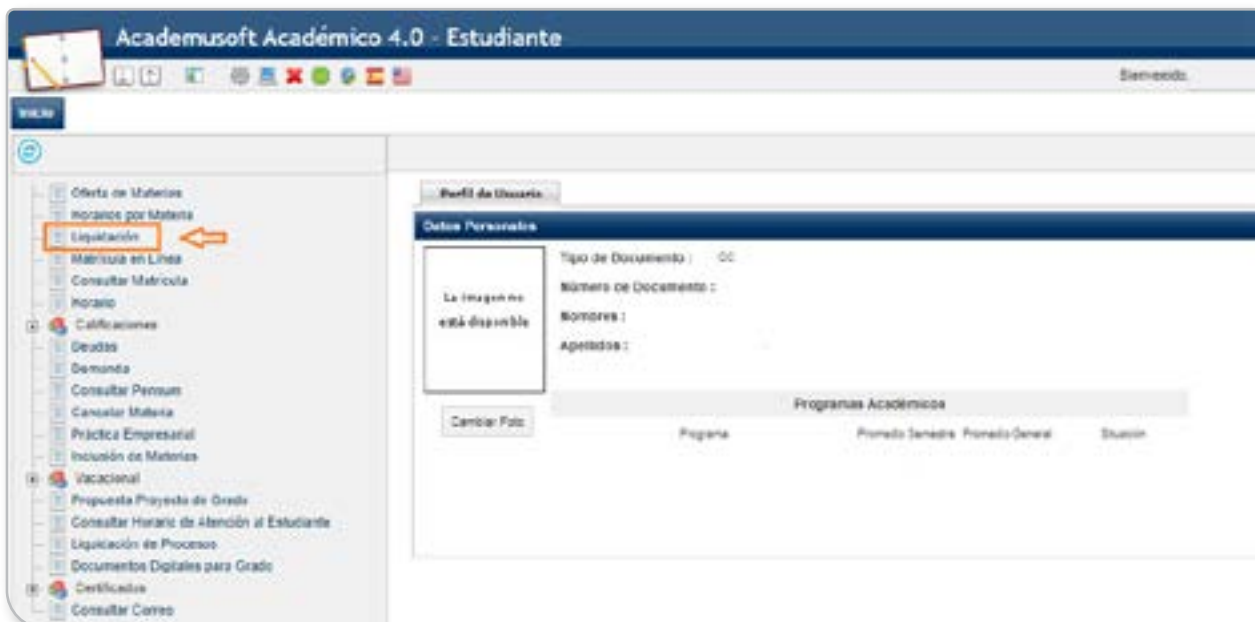 Academusoft Académico 4.0 - Estudiante
Bienvenido.
Inicio
Oferta de Materias
Horarios por Materia
Liquidación
Matrícula en Línea
Consultar Matricula
Horario
Calificaciones
Deudas
Demanda
Consultar Pensum
Cancelar Materia
Práctica Empresarial
Inclusión de Materias
Vacacional
Propuesta Proyecto de Grado
Consultar Horario de Atención al Estudiante
Liquidación de Procesos
Documentos Digitales para Grado
Certificados
Consultar Correo
Perfil de Usuario
Datos Personales
La imagen no
está disponible
Cambiar Foto
Tipo de Documento : CC
Número de Documento :
Nombres :
Apellidos :
Programas Académicos
Programa Promedio Semestre Promedio General Situación